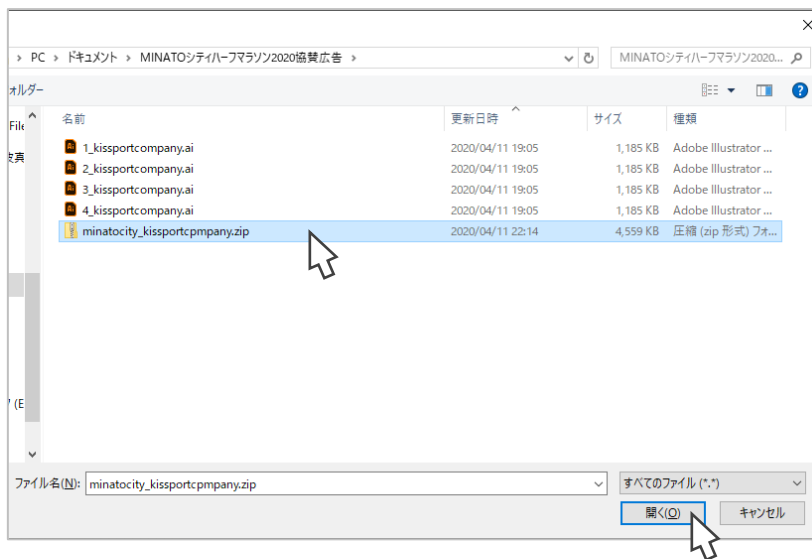 › PC › ドキュメント › MINATOシティハーフマラソン2020協賛広告 ›
MINATOシティハーフマラソン2020...
ォルダー
名前 更新日時 サイズ 種類
File
1_kissportcompany.ai 2020/04/11 19:05 1,185 KB Adobe Illustrator ...
2_kissportcompany.ai 2020/04/11 19:05 1,185 KB Adobe Illustrator ...
3_kissportcompany.ai 2020/04/11 19:05 1,185 KB Adobe Illustrator ...
4_kissportcompany.ai 2020/04/11 19:05 1,185 KB Adobe Illustrator ...
minatocity_kissportcpmpany.zip 2020/04/11 22:14 4,559 KB 圧縮 (zip 形式) フォ...
(E
ファイル名(N): minatocity_kissportcpmpany.zip すべてのファイル (*.*)
開く(O) キャンセル